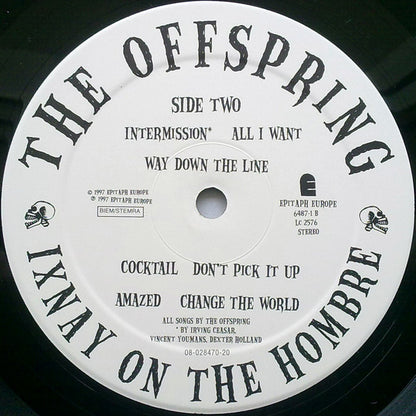 THE OFFSPRING
SIDE TWO
INTERMISSION* ALL I WANT
WAY DOWN THE LINE
© 1997 EPITAPH EUROPE
℗ 1997 EPITAPH EUROPE
BIEM/STEMRA
E
EPITAPH EUROPE
6487-1 B
LC 2576
STEREO
COCKTAIL DON'T PICK IT UP
AMAZED CHANGE THE WORLD
ALL SONGS BY THE OFFSPRING
* BY IRVING CEASAR,
VINCENT YOUMANS, DEXTER HOLLAND
08-028470-20
IXNAY ON THE HOMBRE